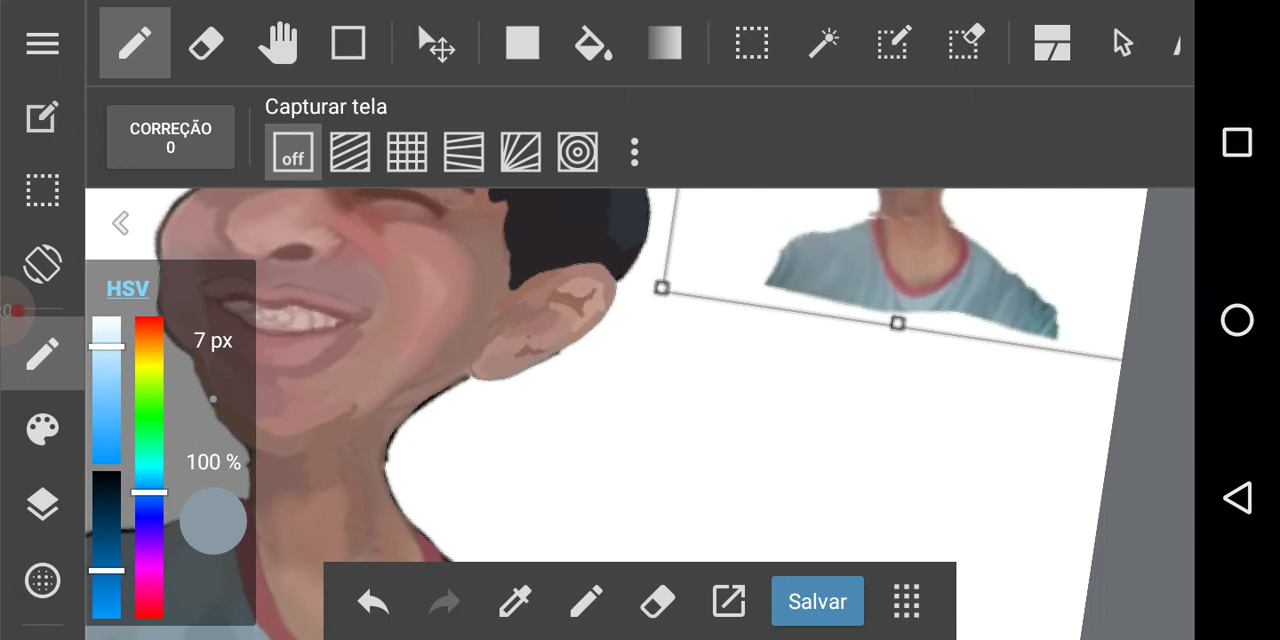 Capturar tela
CORREÇÃO
0
off
HSV
7 px
100 %
Salvar